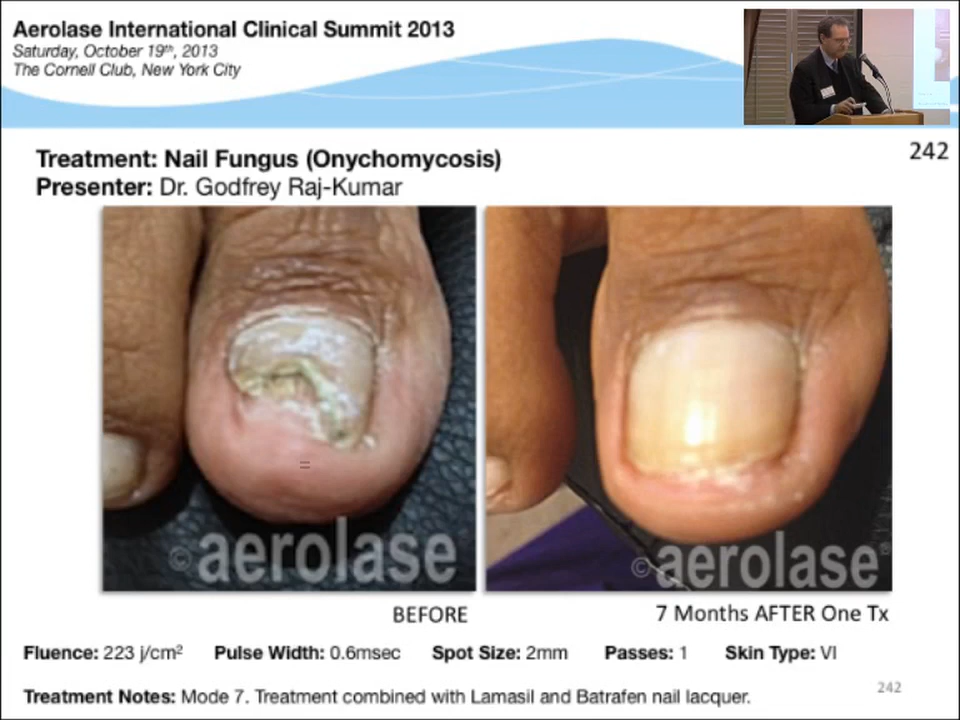 Aerolase International Clinical Summit 2013
Saturday, October 19th, 2013
The Cornell Club, New York City
242
Treatment: Nail Fungus (Onychomycosis)
Presenter: Dr. Godfrey Raj-Kumar
© aerolase
© aerolase®
BEFORE
7 Months AFTER One Tx
Fluence: 223 j/cm² Pulse Width: 0.6msec Spot Size: 2mm Passes: 1 Skin Type: VI
Treatment Notes: Mode 7. Treatment combined with Lamasil and Batrafen nail lacquer.
242